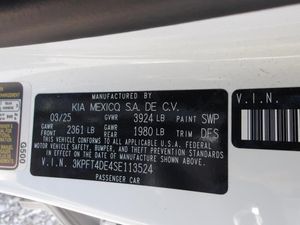 MANUFACTURED BY
KIA MEXICO, S.A. DE C.V.
03/25 GVWR 3924 LB PAINT SWP
GAWR FRONT 2361 LB GAWR REAR 1980 LB TRIM DFS
THIS VEHICLE CONFORMS TO ALL APPLICABLE U.S. FEDERAL
MOTOR VEHICLE SAFETY, BUMPER, AND THEFT PREVENTION STANDARDS
IN EFFECT ON THE DATE OF MANUFACTURE SHOWN ABOVE.
V.I.N. 3KPFT4DE4SE113524
PASSENGER CAR
G500
V.I.N.